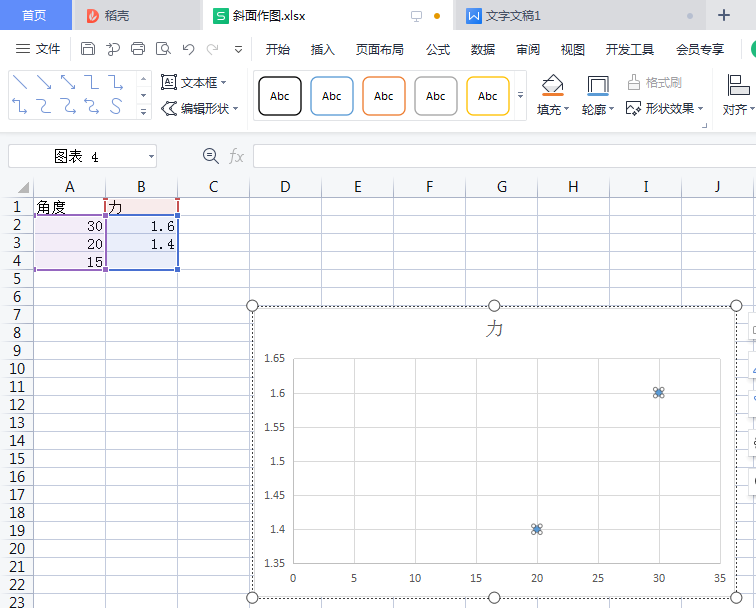 首页 稻壳 S 斜面作图.xlsx W 文字文稿1 +
文件 开始 插入 页面布局 公式 数据 审阅 视图 开发工具 会员专享
文本框 Abc Abc Abc Abc Abc 填充 轮廓 格式刷 对齐
编辑形状 形状效果
图表 4 fx
A B C D E F G H I J
1 角度 力
2 30 1.6
3 20 1.4
4 15
5
6
7
8
9
10
11
12
13
14
15
16
17
18
19
20
21
22
23
力
1.65
1.6
1.55
1.5
1.45
1.4
1.35
0 5 10 15 20 25 30 35